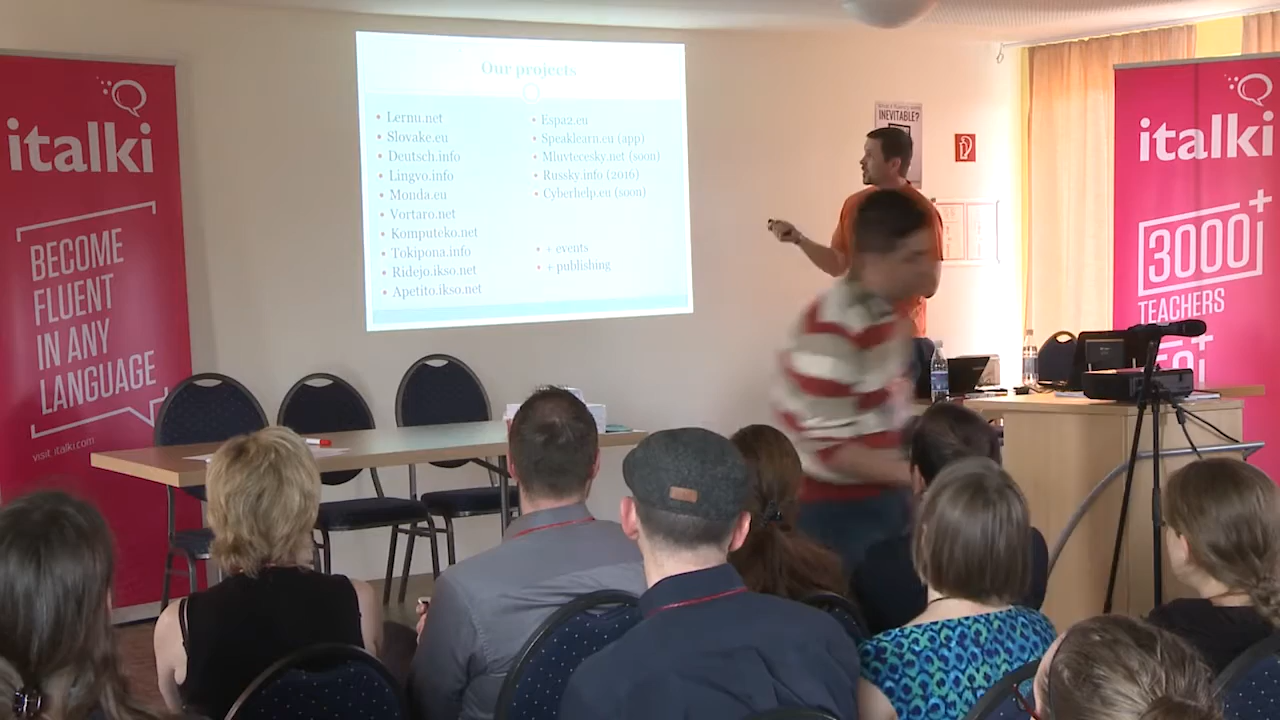 italki
BECOME
FLUENT
IN ANY
LANGUAGE
visit italki.com
Our projects
Lernu.net
Slovake.eu
Deutsch.info
Lingvo.info
Monda.eu
Vortaro.net
Komputeko.net
Tokipona.info
Ridejo.ikso.net
Apetito.ikso.net
Espa2.eu
Speaklearn.eu (app)
Mluvtecesky.net (soon)
Russky.info (2016)
Cyberhelp.eu (soon)
+ events
+ publishing
INEVITABLE?
italki
3000+
TEACHERS